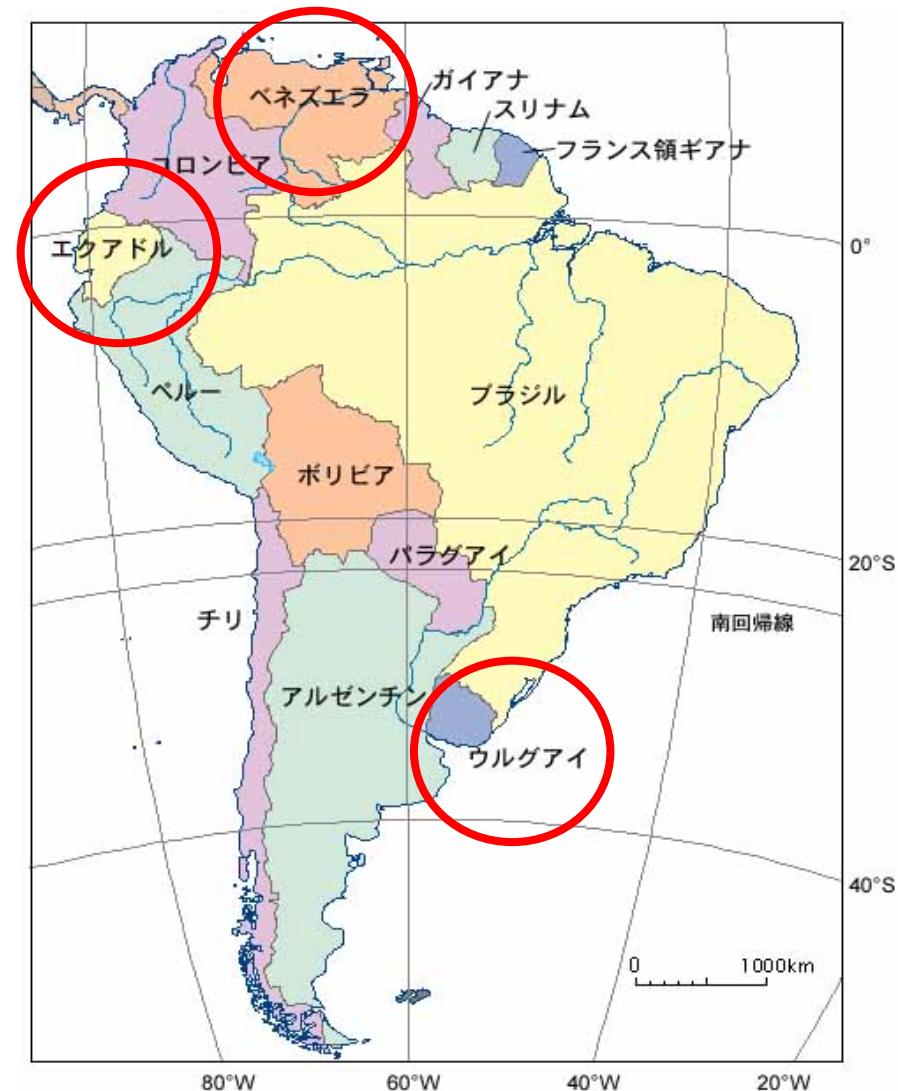 ベネズエラ
ガイアナ
スリナム
フランス領ギアナ
コロンビア
エクアドル
0°
ペルー
ブラジル
ボリビア
パラグアイ
20°S
チリ
南回帰線
アルゼンチン
ウルグアイ
40°S
0 1000km
80°W 60°W 40°W 20°W